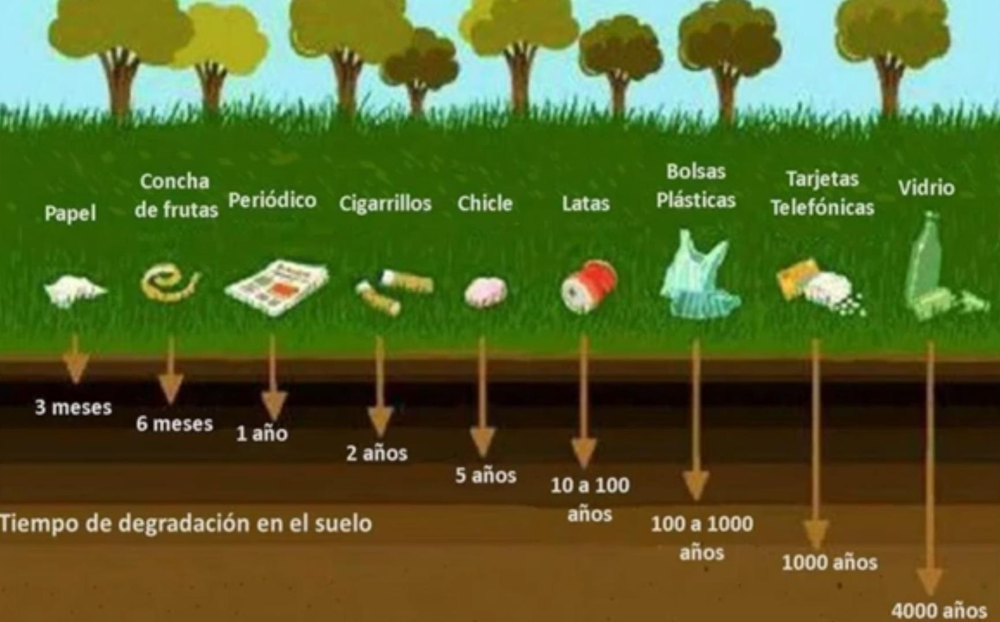 Papel
Concha
de frutas
Periódico
Cigarrillos
Chicle
Latas
Bolsas
Plásticas
Tarjetas
Telefónicas
Vidrio
3 meses
6 meses
1 año
2 años
5 años
10 a 100
años
100 a 1000
años
1000 años
4000 años
Tiempo de degradación en el suelo